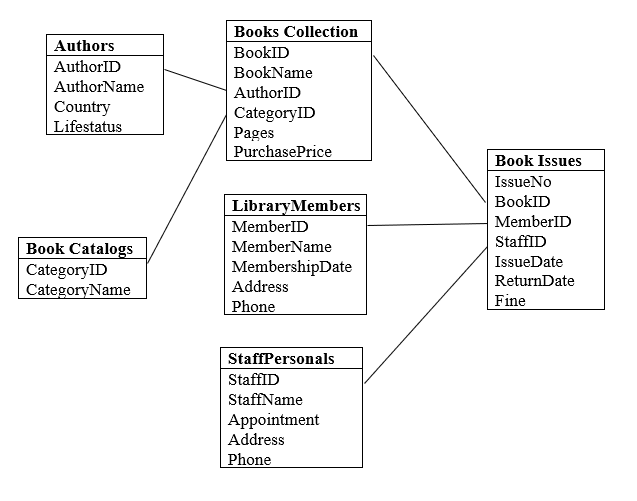 Authors
AuthorID
AuthorName
Country
Lifestatus
Books Collection
BookID
BookName
AuthorID
CategoryID
Pages
PurchasePrice
Book Catalogs
CategoryID
CategoryName
LibraryMembers
MemberID
MemberName
MembershipDate
Address
Phone
StaffPersonals
StaffID
StaffName
Appointment
Address
Phone
Book Issues
IssueNo
BookID
MemberID
StaffID
IssueDate
ReturnDate
Fine